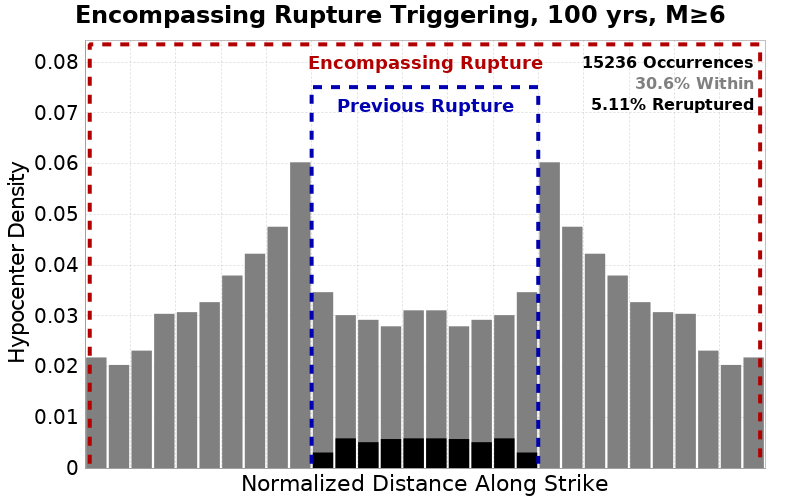 Encompassing Rupture Triggering, 100 yrs, M≥6
Encompassing Rupture
15236 Occurrences
30.6% Within
Previous Rupture
5.11% Reruptured
0.08
0.07
0.06
0.05
0.04
0.03
0.02
0.01
0
Hypocenter Density
Normalized Distance Along Strike